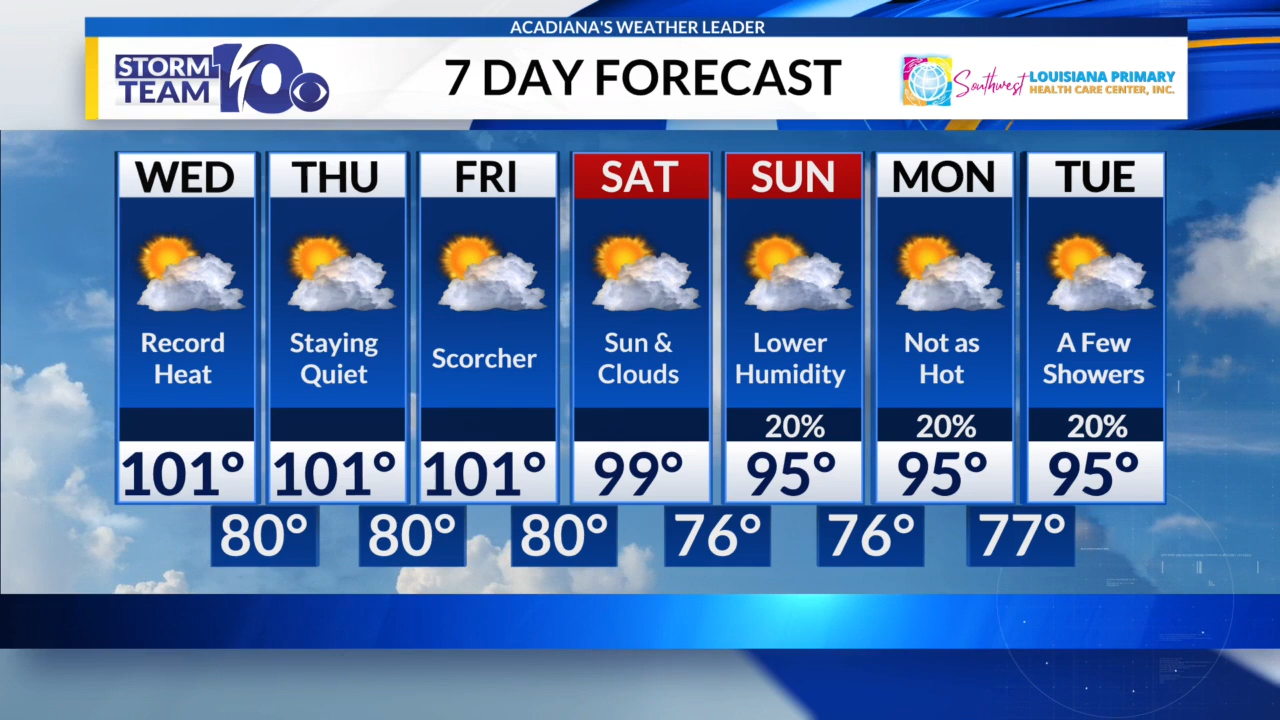 ACADIANA'S WEATHER LEADER
STORM
TEAM
10
7 DAY FORECAST
Southwest
LOUISIANA PRIMARY
HEALTH CARE CENTER, INC.
WED THU FRI SAT SUN MON TUE
Record
Heat
Staying
Quiet
Scorcher
Sun &
Clouds
Lower
Humidity
Not as
Hot
A Few
Showers
20% 20% 20%
101° 101° 101° 99° 95° 95° 95°
80° 80° 80° 76° 76° 77°